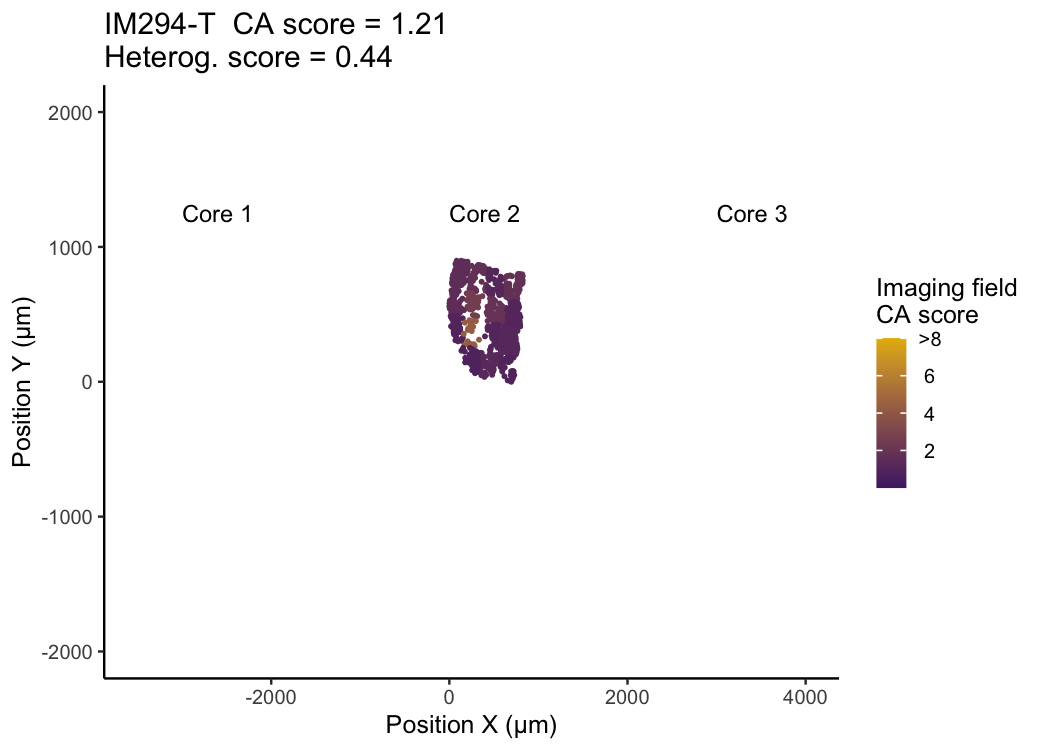 IM294-T  CA score = 1.21
Heterog. score = 0.44
Position Y (µm)
2000
1000
0
-1000
-2000
Core 1
Core 2
Core 3
-2000
0
2000
4000
Position X (µm)
Imaging field
CA score
>8
6
4
2